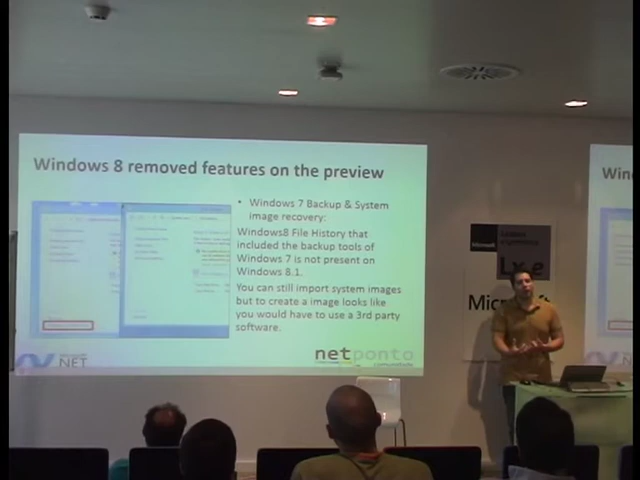 Windows 8 removed features on the preview
• Windows 7 Backup & System
image recovery:
Windows8 File History that
included the backup tools of
Windows 7 is not present on
Windows 8.1.
You can still import system images
but to create a image looks like
you would have to use a 3rd party
software.
NET
netponto
comunidade
Microsoft
Win